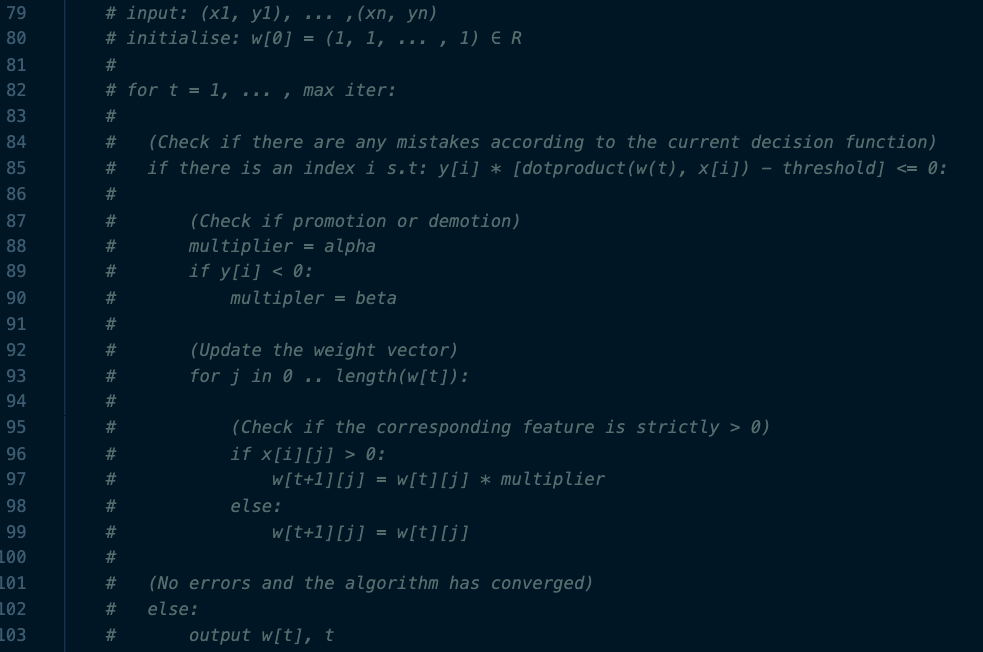 79 # input: (x1, y1), ... ,(xn, yn)
80 # initialise: w[0] = (1, 1, ... , 1) ∈ R
81 #
82 # for t = 1, ... , max iter:
83 #
84 #   (Check if there are any mistakes according to the current decision function)
85 #   if there is an index i s.t: y[i] * [dotproduct(w(t), x[i]) − threshold] <= 0:
86 #
87 #       (Check if promotion or demotion)
88 #       multiplier = alpha
89 #       if y[i] < 0:
90 #           multipler = beta
91 #
92 #       (Update the weight vector)
93 #       for j in 0 .. length(w[t]):
94 #
95 #           (Check if the corresponding feature is strictly > 0)
96 #           if x[i][j] > 0:
97 #               w[t+1][j] = w[t][j] * multiplier
98 #           else:
99 #               w[t+1][j] = w[t][j]
100 #
101 #   (No errors and the algorithm has converged)
102 #   else:
103 #       output w[t], t